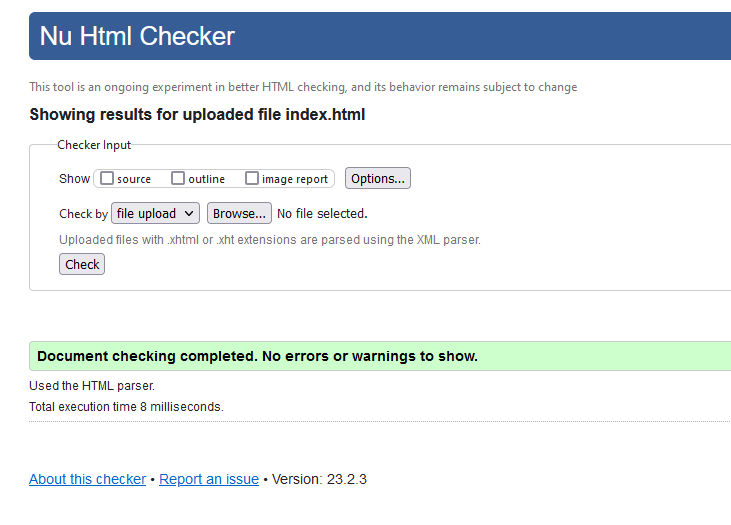 Nu Html Checker
This tool is an ongoing experiment in better HTML checking, and its behavior remains subject to change
Showing results for uploaded file index.html
Checker Input
Show source outline image report Options...
Check by file upload Browse... No file selected.
Uploaded files with .xhtml or .xht extensions are parsed using the XML parser.
Check
Document checking completed. No errors or warnings to show.
Used the HTML parser.
Total execution time 8 milliseconds.
About this checker • Report an issue • Version: 23.2.3